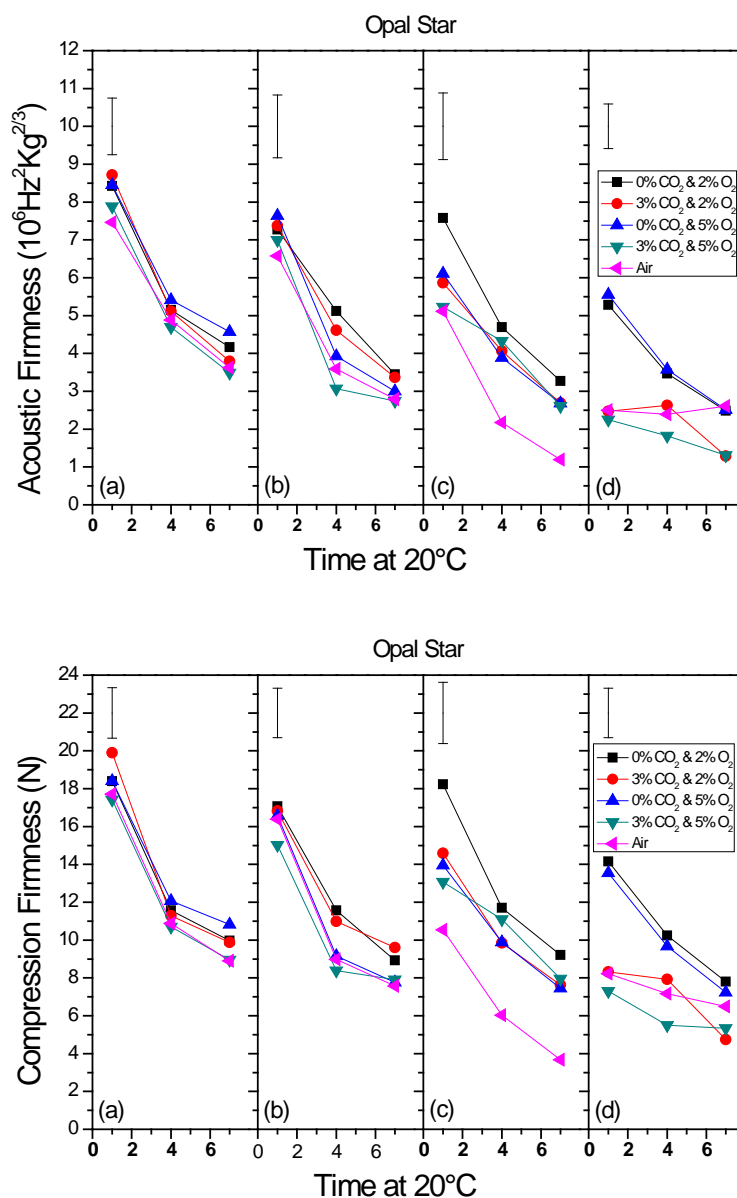 Opal Star
12
11
10
9
8
7
6
5
4
3
2
1
0
Acoustic Firmness (10⁶Hz²Kg²ᐟ³)
0% CO₂ & 2% O₂
3% CO₂ & 2% O₂
0% CO₂ & 5% O₂
3% CO₂ & 5% O₂
Air
(a) (b) (c) (d)
0 2 4 6 0 2 4 6 0 2 4 6 0 2 4 6
Time at 20°C
Opal Star
24
22
20
18
16
14
12
10
8
6
4
2
0
Compression Firmness (N)
0% CO₂ & 2% O₂
3% CO₂ & 2% O₂
0% CO₂ & 5% O₂
3% CO₂ & 5% O₂
Air
(a) (b) (c) (d)
0 2 4 6 0 2 4 6 0 2 4 6 0 2 4 6
Time at 20°C